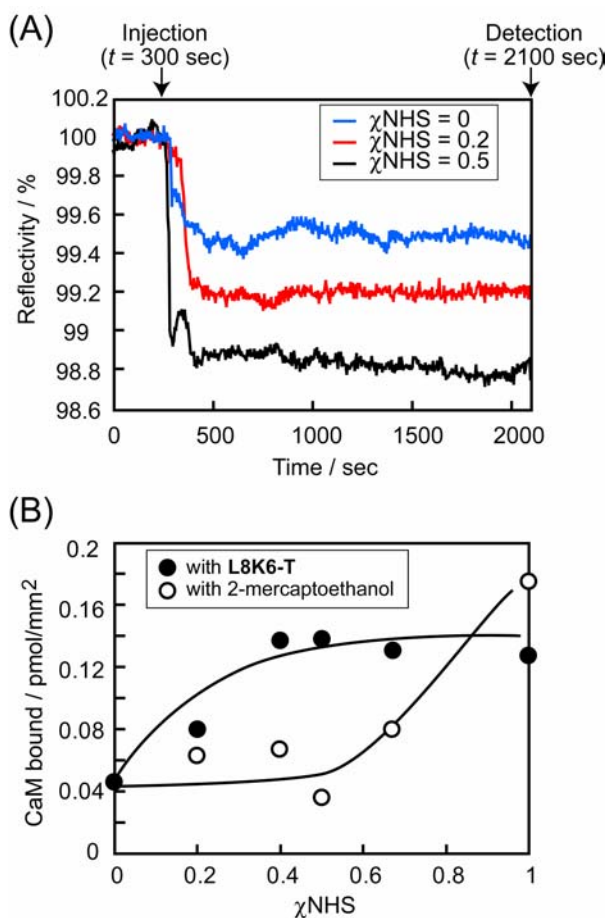 (A)
Injection
(t = 300 sec)
Detection
(t = 2100 sec)
χNHS = 0
χNHS = 0.2
χNHS = 0.5
100.2
100
99.8
99.6
99.4
99.2
99
98.8
98.6
Reflectivity / %
0
500
1000
1500
2000
Time / sec
(B)
with L8K6-T
with 2-mercaptoethanol
0.2
0.16
0.12
0.08
0.04
0
CaM bound / pmol/mm²
0
0.2
0.4
0.6
0.8
1
χNHS